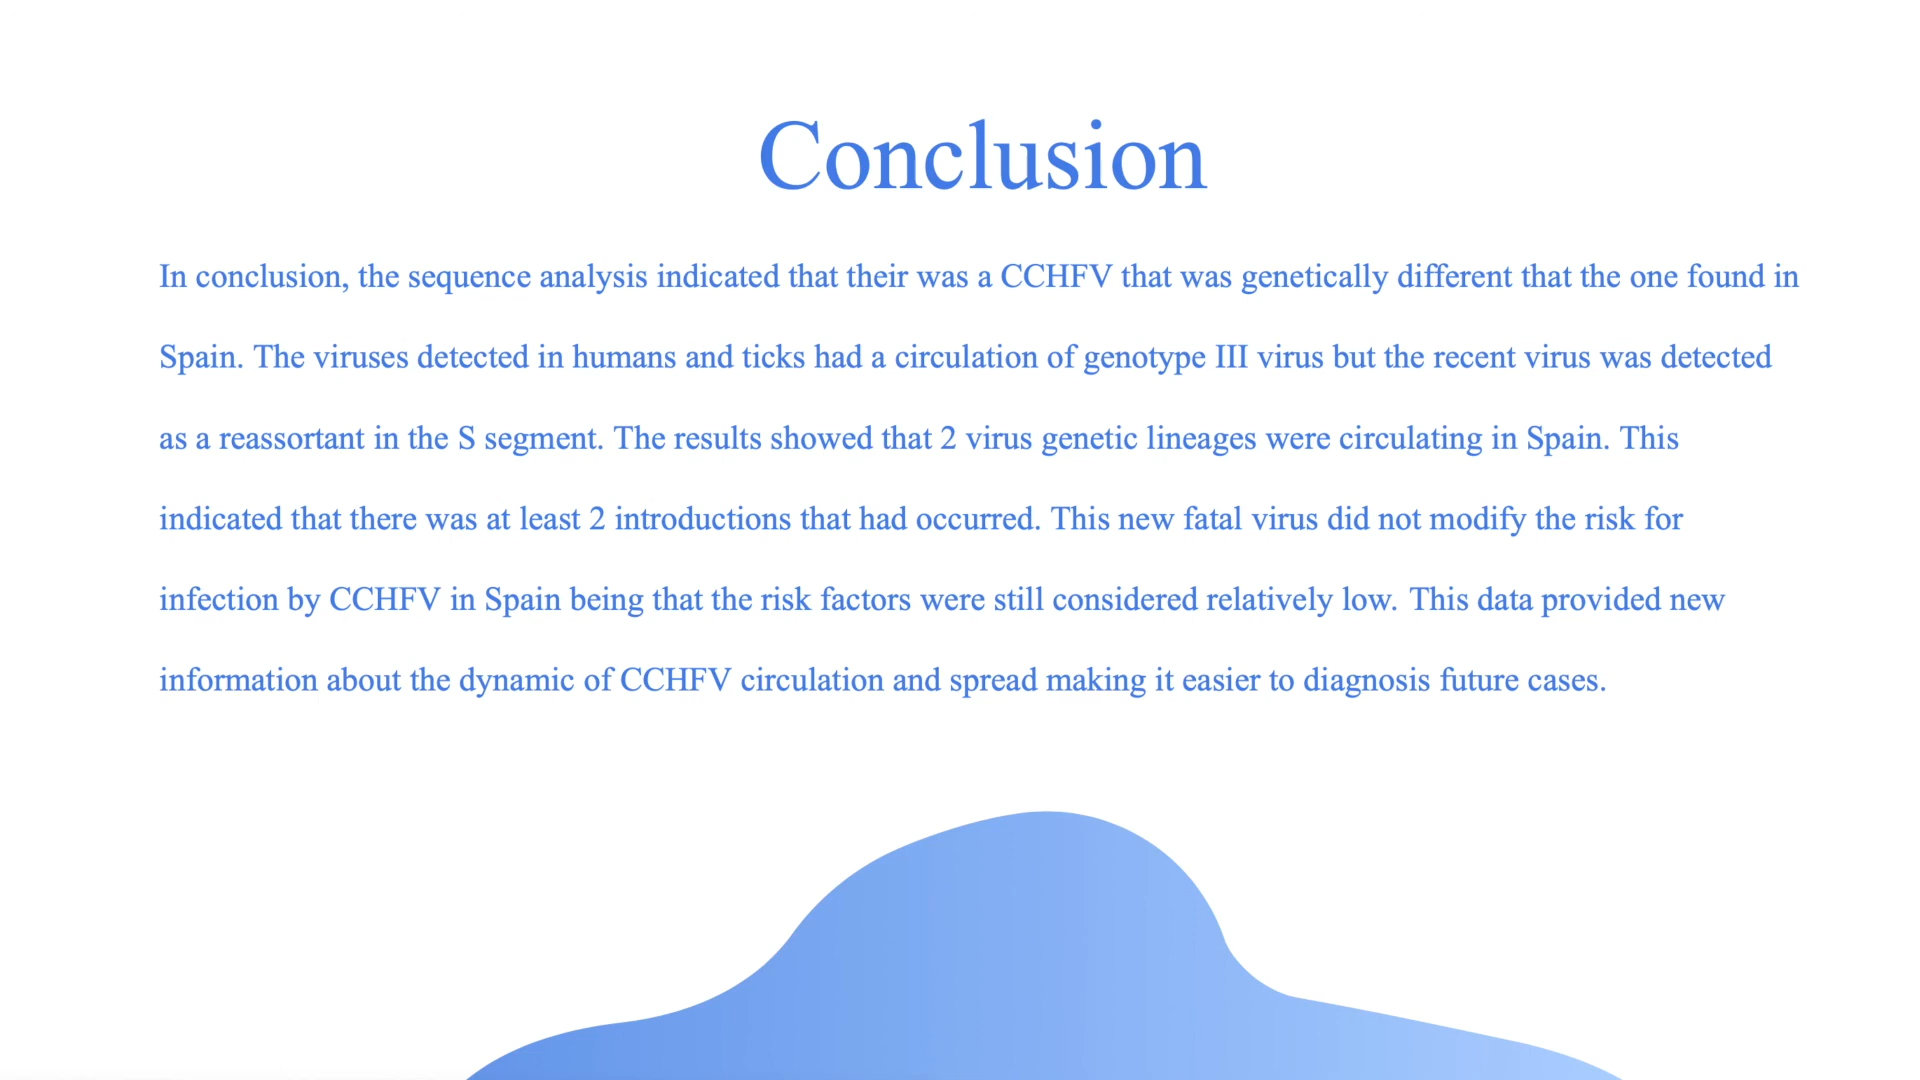 Conclusion
In conclusion, the sequence analysis indicated that their was a CCHFV that was genetically different that the one found in
Spain. The viruses detected in humans and ticks had a circulation of genotype III virus but the recent virus was detected
as a reassortant in the S segment. The results showed that 2 virus genetic lineages were circulating in Spain. This
indicated that there was at least 2 introductions that had occurred. This new fatal virus did not modify the risk for
infection by CCHFV in Spain being that the risk factors were still considered relatively low. This data provided new
information about the dynamic of CCHFV circulation and spread making it easier to diagnosis future cases.